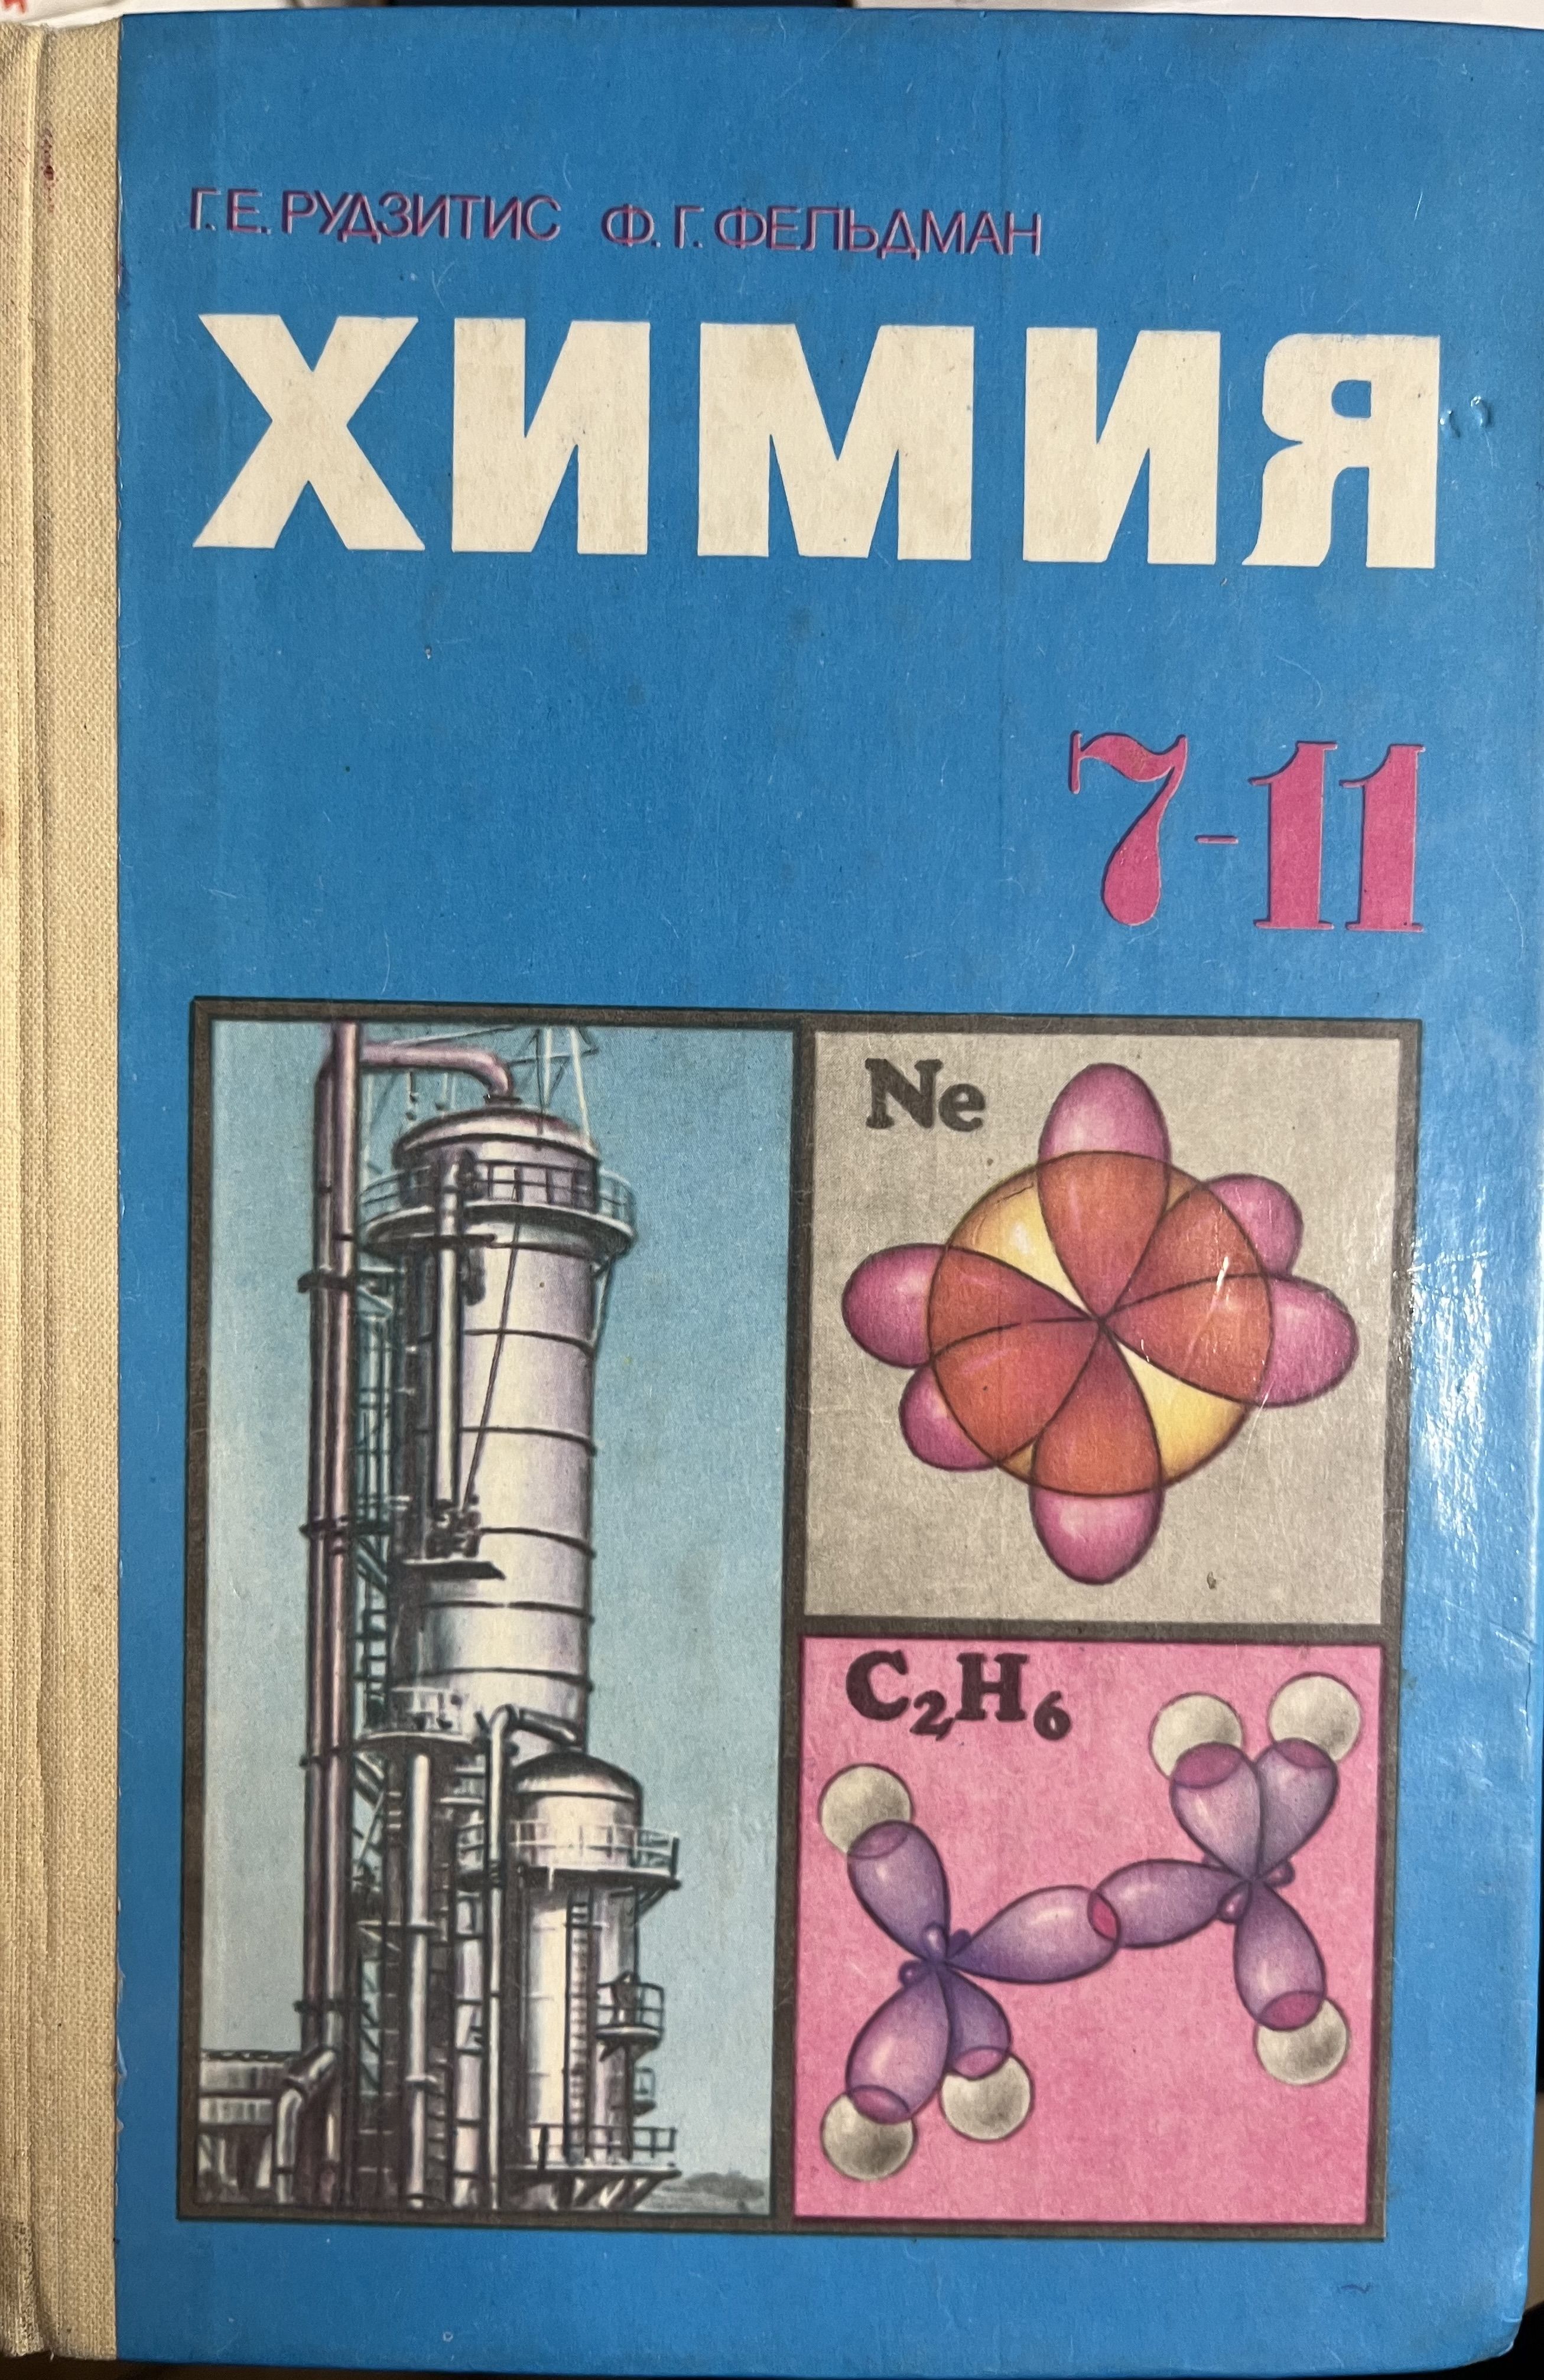 Г. Е. РУДЗИТИС Ф. Г. ФЕЛЬДМАН
ХИМИЯ
7-11
Ne
C₂H₆